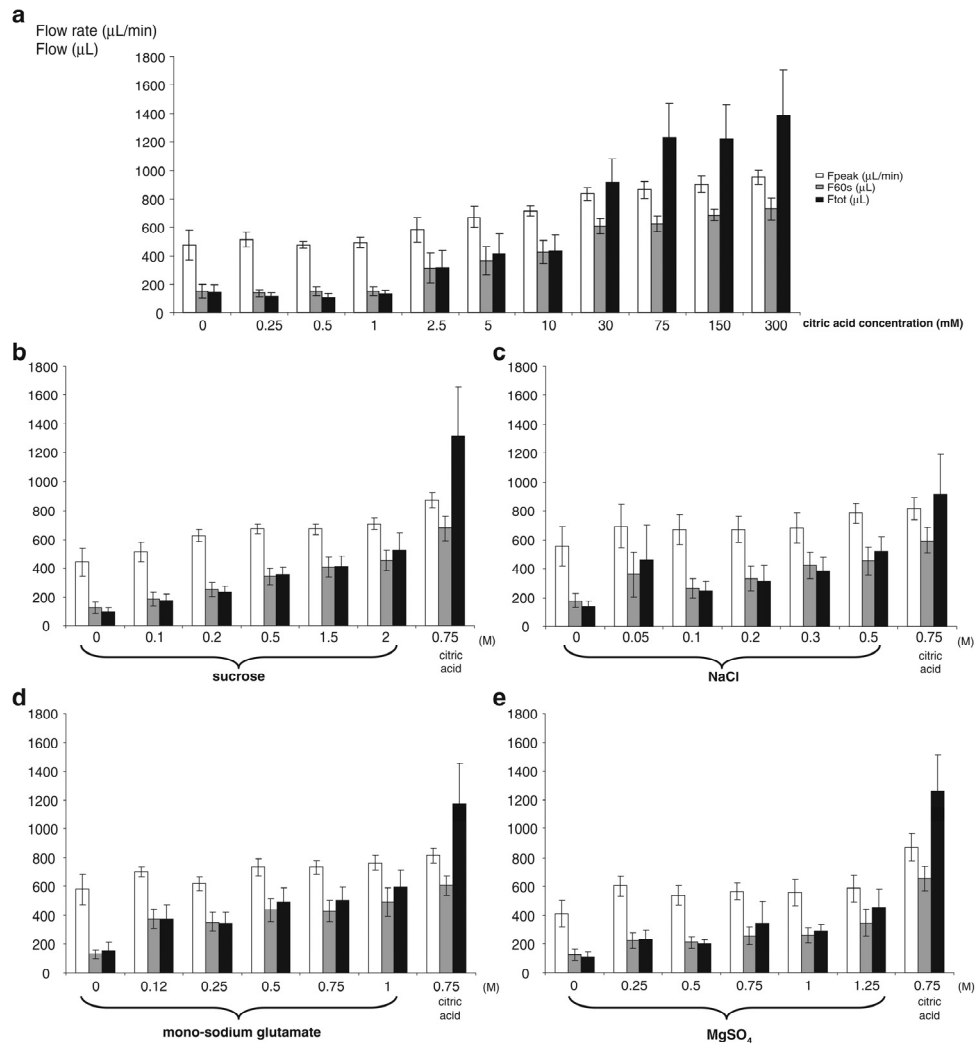 a
Flow rate (μL/min)
Flow (μL)
1800
1600
1400
1200
1000
800
600
400
200
0
Fpeak (μL/min)
F60s (μL)
Ftot (μL)
0 0.25 0.5 1 2.5 5 10 30 75 150 300 citric acid concentration (mM)
b
1800
1600
1400
1200
1000
800
600
400
200
0
0 0.1 0.2 0.5 1.5 2 0.75 (M)
citric
acid
sucrose
c
1800
1600
1400
1200
1000
800
600
400
200
0
0 0.05 0.1 0.2 0.3 0.5 0.75 (M)
citric
acid
NaCl
d
1800
1600
1400
1200
1000
800
600
400
200
0
0 0.12 0.25 0.5 0.75 1 0.75 (M)
citric
acid
mono-sodium glutamate
e
1800
1600
1400
1200
1000
800
600
400
200
0
0 0.25 0.5 0.75 1 1.25 0.75 (M)
citric
acid
MgSO₄